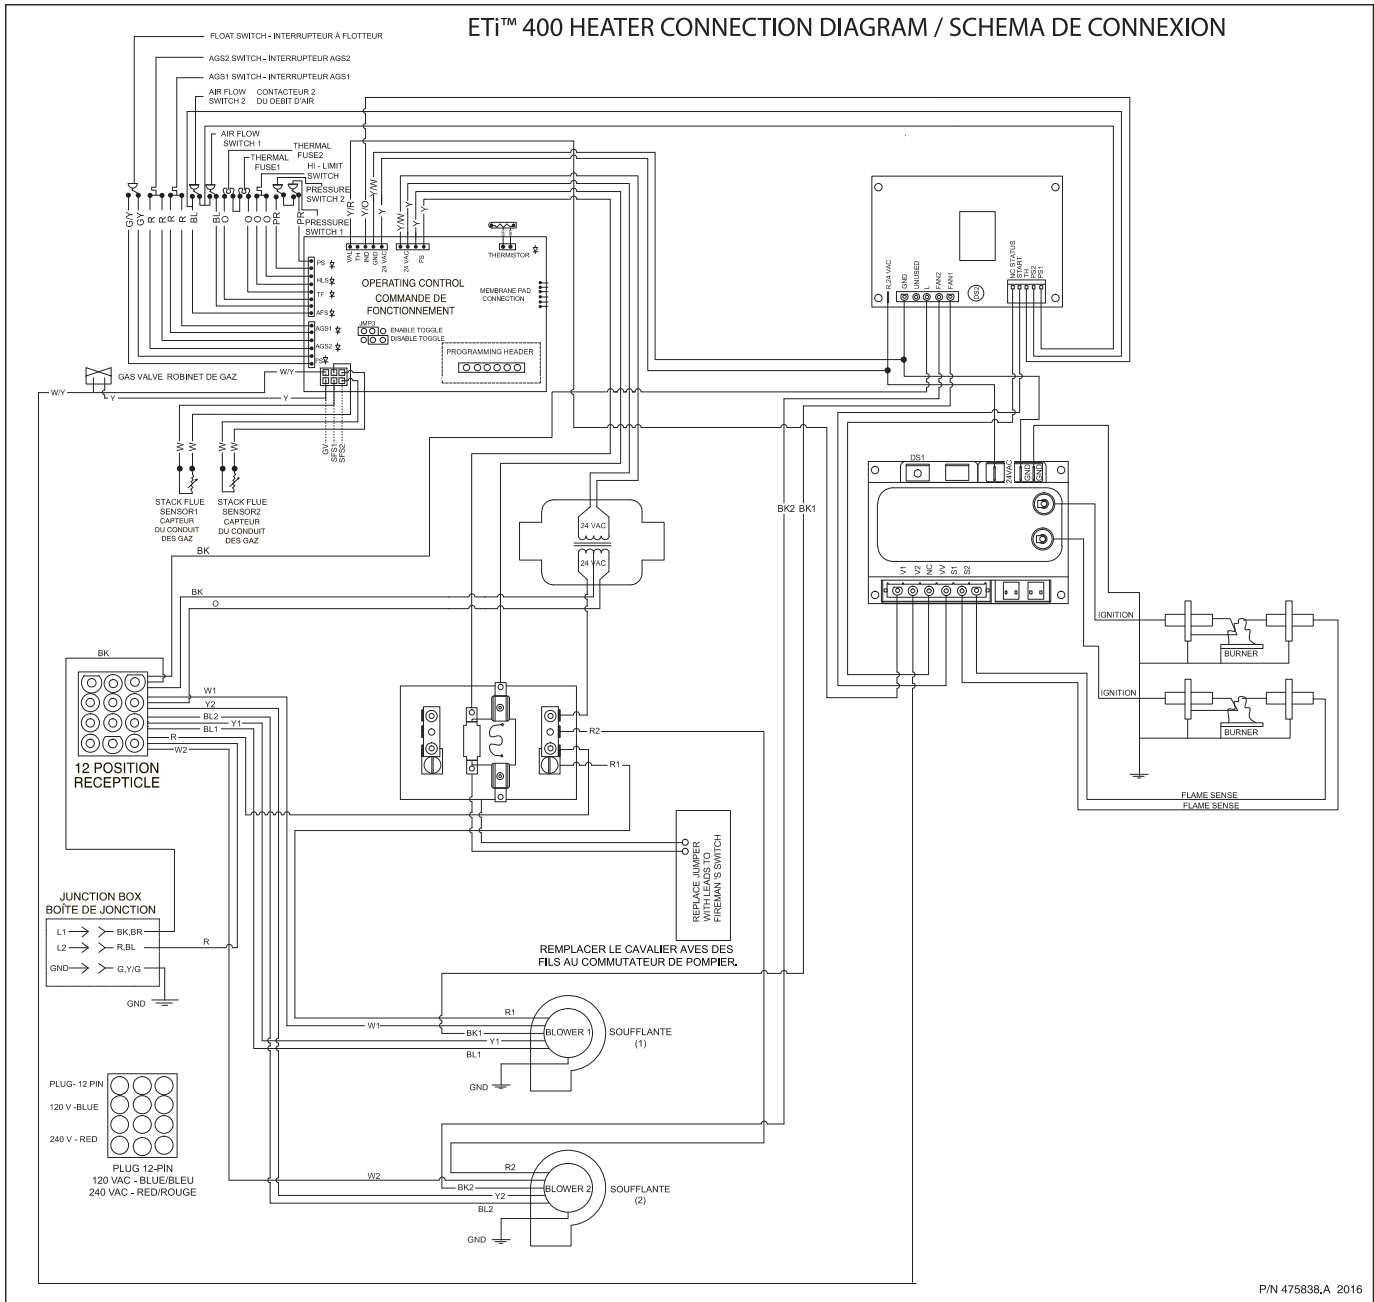 ETi™ 400 HEATER CONNECTION DIAGRAM / SCHEMA DE CONNEXION
FLOAT SWITCH - INTERRUPTEUR À FLOTTEUR
AGS2 SWITCH - INTERRUPTEUR AGS2
AGS1 SWITCH - INTERRUPTEUR AGS1
AIR FLOW
SWITCH 2
CONTACTEUR 2
DU DEBIT D'AIR
AIR FLOW
SWITCH 1
THERMAL
FUSE2
THERMAL
FUSE1
HI - LIMIT
SWITCH
PRESSURE
SWITCH 2
PRESSURE
SWITCH 1
G/Y
GY
R
R
R
R
BL
BL
O
O
O
O
PR
PR
Y/R
Y/O
Y/W
Y
Y/W
Y
Y
Y
VAL
TH
IND
GND
24 VAC
24 VAC
FS
THERMISTOR
PS
HLS
TF
AFS
AGS1
AGS2
FS
OPERATING CONTROL
COMMANDE DE
FONCTIONNEMENT
MEMBRANE PAD
CONNECTION
JMP3
ENABLE TOGGLE
DISABLE TOGGLE
PROGRAMMING HEADER
R,24 VAC
GND
UNUSED
L
FAN2
FAN1
DS2
NC STATUS
START
TH
PS2
PS1
GAS VALVE ROBINET DE GAZ
W/Y
W/Y
Y
Y
W
W
W
W
GV
SFS1
SFS2
STACK FLUE
SENSOR1
CAPTEUR
DU CONDUIT
DES GAZ
STACK FLUE
SENSOR2
CAPTEUR
DU CONDUIT
DES GAZ
DS1
24VAC
GND
GND
V1
V2
NC
VV
S1
S2
24 VAC
24 VAC
BK2
BK1
BK
BK
O
BK
IGNITION
BURNER
IGNITION
BURNER
FLAME SENSE
FLAME SENSE
W1
Y2
BL2
Y1
BL1
R
W2
12 POSITION
RECEPTICLE
R2
R1
REPLACE JUMPER
WITH LEADS TO
FIREMAN 'S SWITCH
REMPLACER LE CAVALIER AVES DES
FILS AU COMMUTATEUR DE POMPIER.
JUNCTION BOX
BOÎTE DE JONCTION
L1
BK,BR
L2
R,BL
R
GND
G,Y/G
GND
R1
W1
BK1
Y1
BL1
BLOWER 1
SOUFFLANTE
(1)
GND
PLUG- 12 PIN
120 V -BLUE
240 V - RED
PLUG 12-PIN
120 VAC - BLUE/BLEU
240 VAC - RED/ROUGE
R2
W2
BK2
Y2
BL2
BLOWER 2
SOUFFLANTE
(2)
GND
P/N 475838.A 2016